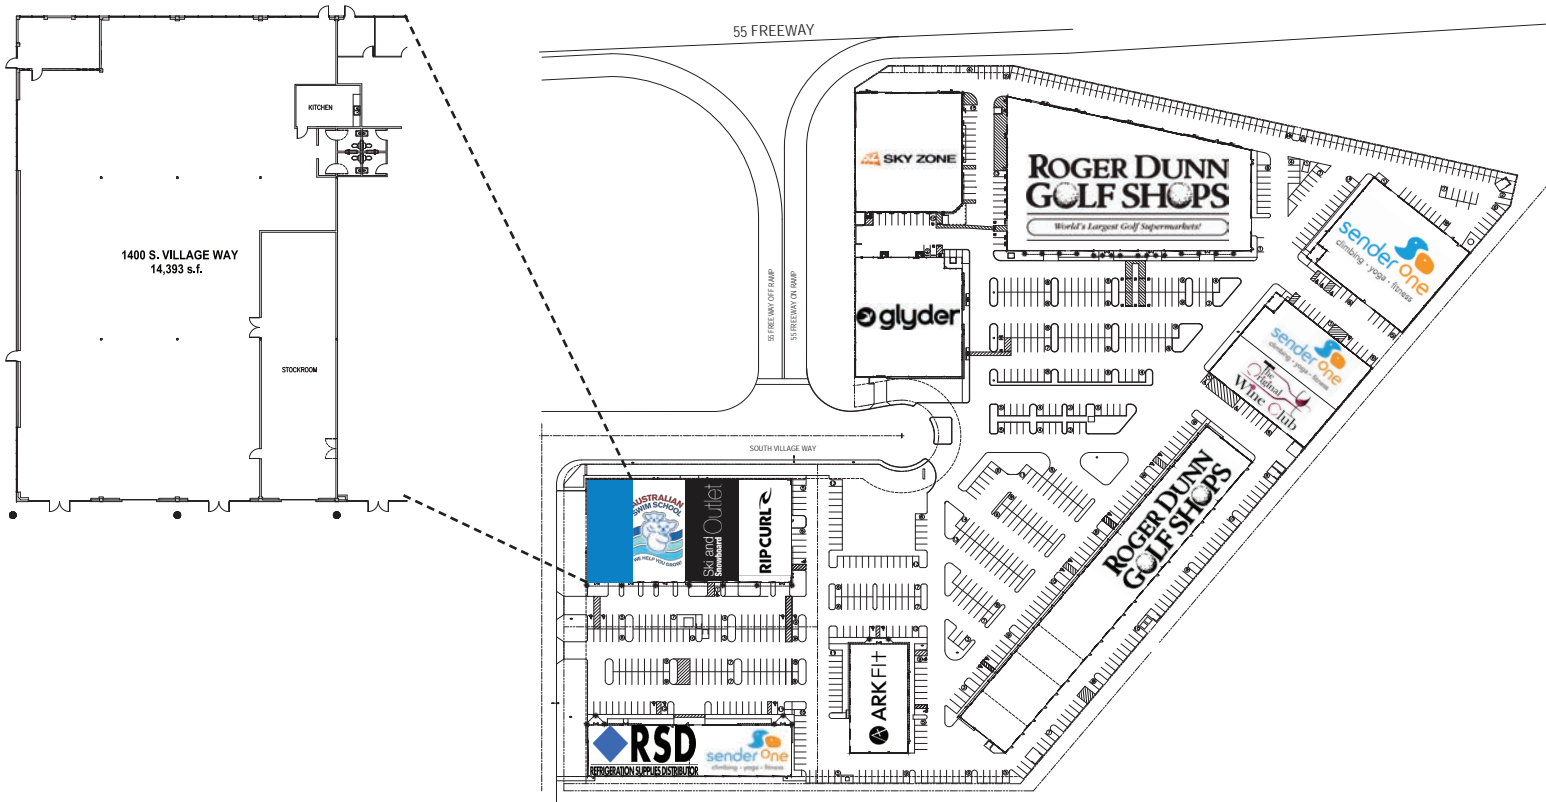 55 FREEWAY
KITCHEN
1400 S. VILLAGE WAY
14,393 s.f.
STOCKROOM
55 FREEWAY OFF RAMP
55 FREEWAY ON RAMP
SOUTH VILLAGE WAY
SKY ZONE
ROGER DUNN
GOLF SHOPS
World's Largest Golf Supermarkets!
glyder
sender one
climbing • yoga • fitness
sender one
climbing • yoga • fitness
The
Original
Wine Club
ROGER DUNN
GOLF SHOPS
AUSTRALIAN
SWIM SCHOOL
WE HELP YOU GROW!
Ski and
Snowboard Outlet
RIP CURL
ARKFIT
RSD
REFRIGERATION SUPPLIES DISTRIBUTOR
sender one
climbing • yoga • fitness